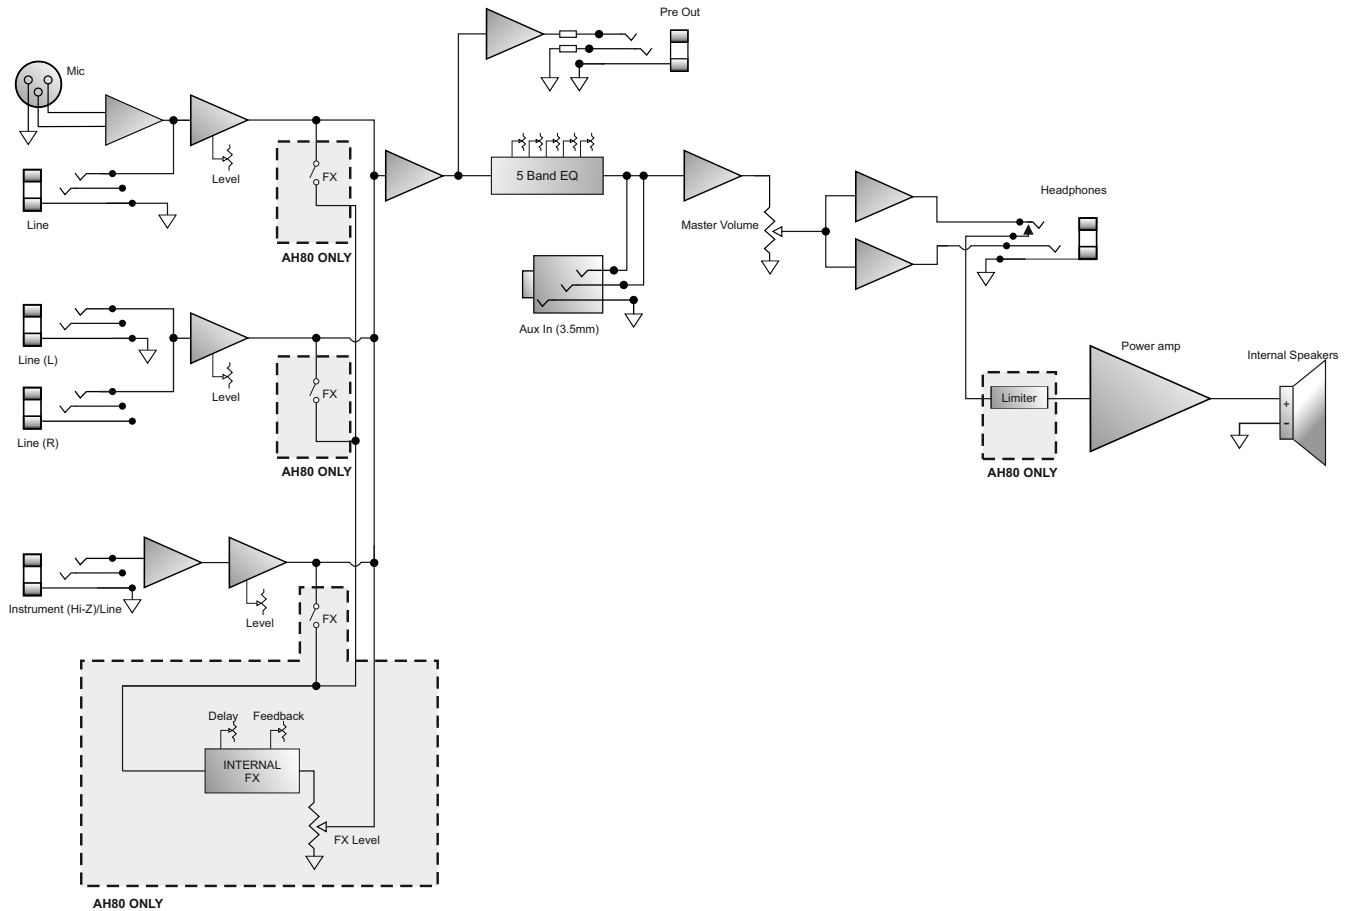 Pre Out
Mic
Level
FX
5 Band EQ
Line
AH80 ONLY
Master Volume
Headphones
Aux In (3.5mm)
Line (L)
Level
FX
Line (R)
AH80 ONLY
Power amp
Internal Speakers
Limiter
+
-
AH80 ONLY
Instrument (Hi-Z)/Line
Level
FX
Delay
Feedback
INTERNAL
FX
FX Level
AH80 ONLY